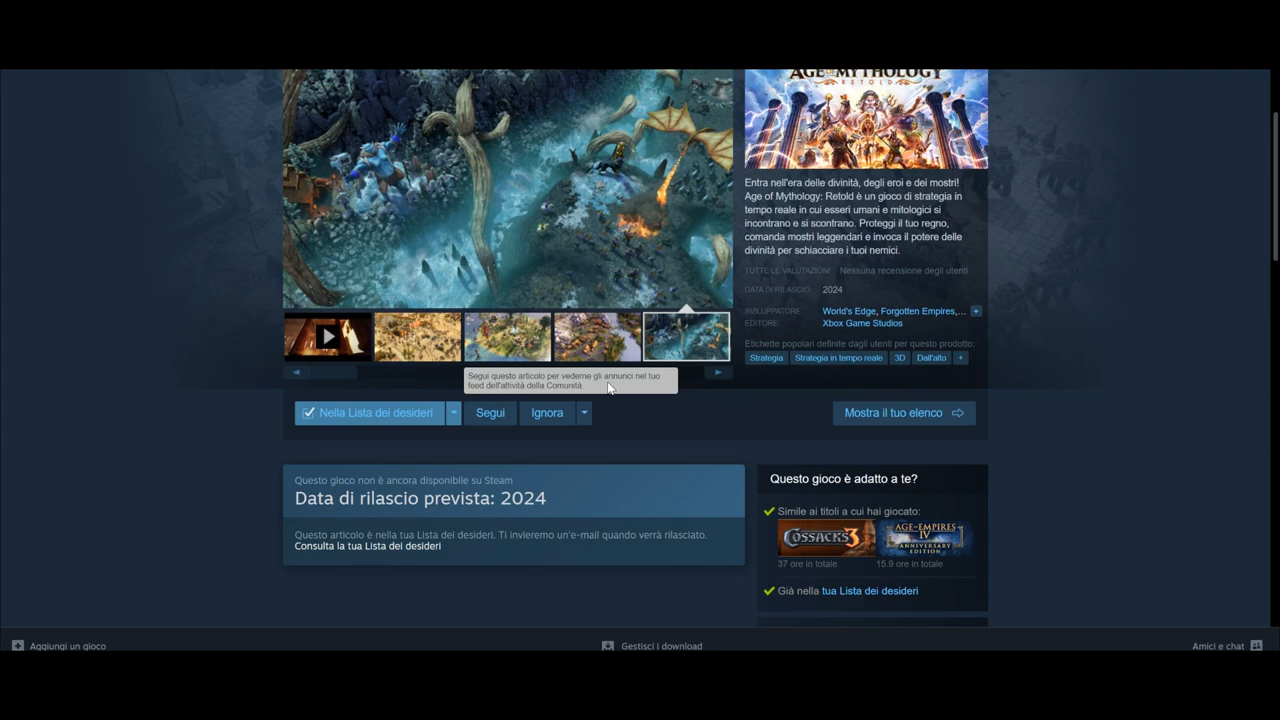 AGE OF MYTHOLOGY
RETOLD
Entra nell'era delle divinità, degli eroi e dei mostri!
Age of Mythology: Retold è un gioco di strategia in
tempo reale in cui esseri umani e mitologici si
incontrano e si scontrano. Proteggi il tuo regno,
comanda mostri leggendari e invoca il potere delle
divinità per schiacciare i tuoi nemici.
TUTTE LE VALUTAZIONI: Nessuna recensione degli utenti
DATA DI RILASCIO: 2024
SVILUPPATORE: World's Edge, Forgotten Empires,... +
EDITORE: Xbox Game Studios
Etichette popolari definite dagli utenti per questo prodotto:
Strategia Strategia in tempo reale 3D Dall'alto +
Segui questo articolo per vederne gli annunci nel tuo
feed dell'attività della Comunità.
Nella Lista dei desideri Segui Ignora Mostra il tuo elenco
Questo gioco non è ancora disponibile su Steam
Data di rilascio prevista: 2024
Questo articolo è nella tua Lista dei desideri. Ti invieremo un'e-mail quando verrà rilasciato.
Consulta la tua Lista dei desideri
Questo gioco è adatto a te?
Simile ai titoli a cui hai giocato:
COSSACKS 3
AGE OF EMPIRES
IV
ANNIVERSARY
EDITION
37 ore in totale 15.9 ore in totale
Già nella tua Lista dei desideri
Aggiungi un gioco Gestisci i download Amici e chat